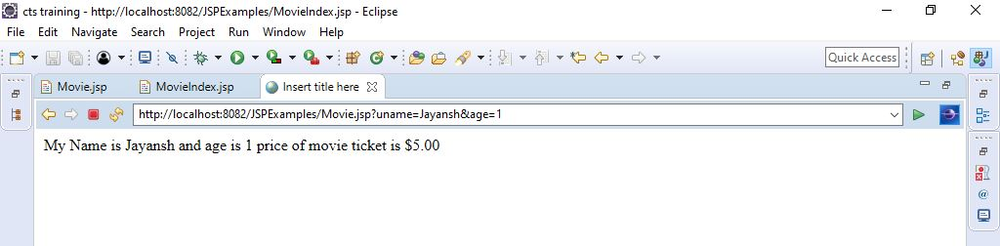 cts training - http://localhost:8082/JSPExamples/MovieIndex.jsp - Eclipse
File Edit Navigate Search Project Run Window Help
Quick Access
Movie.jsp MovieIndex.jsp Insert title here
http://localhost:8082/JSPExamples/Movie.jsp?uname=Jayansh&age=1
My Name is Jayansh and age is 1 price of movie ticket is $5.00